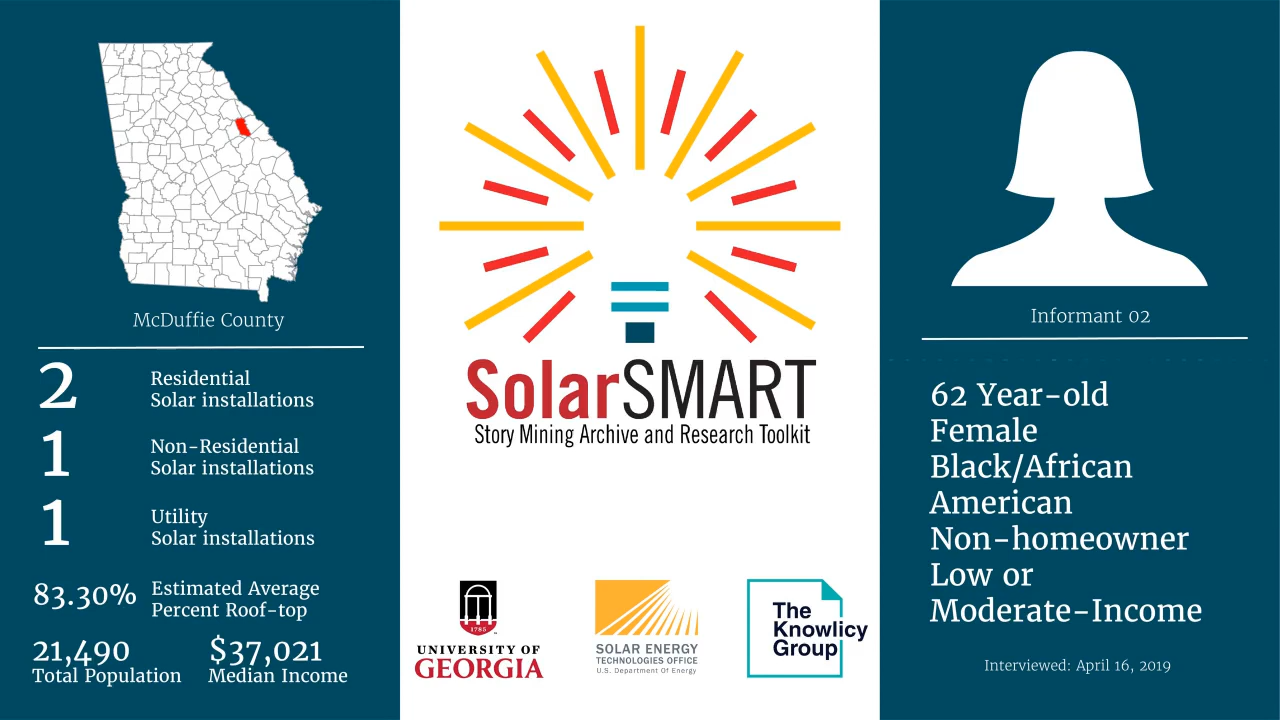 McDuffie County
2
Residential
Solar installations
1
Non-Residential
Solar installations
1
Utility
Solar installations
83.30%
Estimated Average
Percent Roof-top
21,490
Total Population
$37,021
Median Income
SolarSMART
Story Mining Archive and Research Toolkit
1785
UNIVERSITY OF
GEORGIA
SOLAR ENERGY
TECHNOLOGIES OFFICE
U.S. Department Of Energy
The
Knowlicy
Group
Informant 02
62 Year-old
Female
Black/African
American
Non-homeowner
Low or
Moderate-Income
Interviewed: April 16, 2019